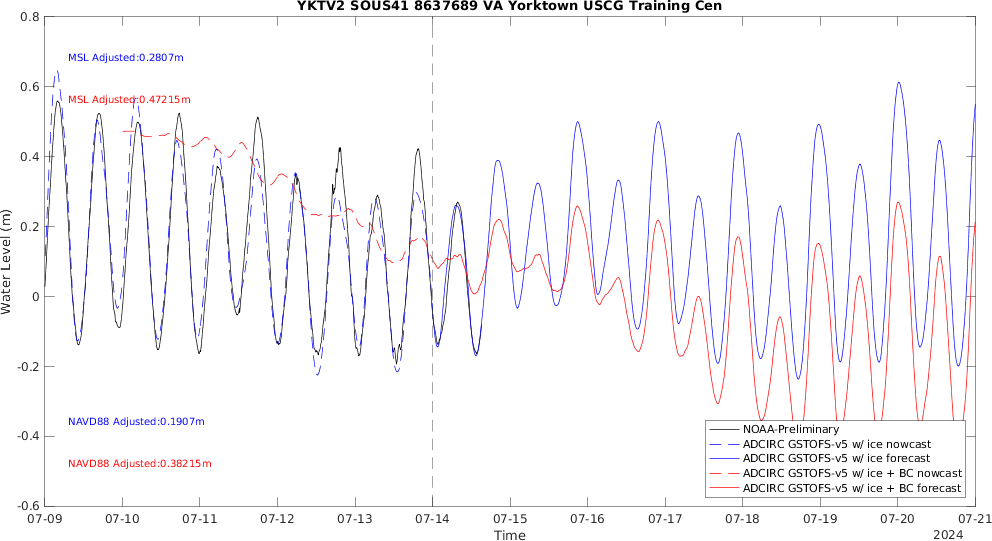 YKTV2 SOUS41 8637689 VA Yorktown USCG Training Cen
MSL Adjusted:0.2807m
MSL Adjusted:0.47215m
NAVD88 Adjusted:0.1907m
NAVD88 Adjusted:0.38215m
Water Level (m)
0.8
0.6
0.4
0.2
0
-0.2
-0.4
-0.6
NOAA-Preliminary
ADCIRC GSTOFS-v5 w/ ice nowcast
ADCIRC GSTOFS-v5 w/ ice forecast
ADCIRC GSTOFS-v5 w/ ice + BC nowcast
ADCIRC GSTOFS-v5 w/ ice + BC forecast
07-09 07-10 07-11 07-12 07-13 07-14 07-15 07-16 07-17 07-18 07-19 07-20 07-21
Time
2024